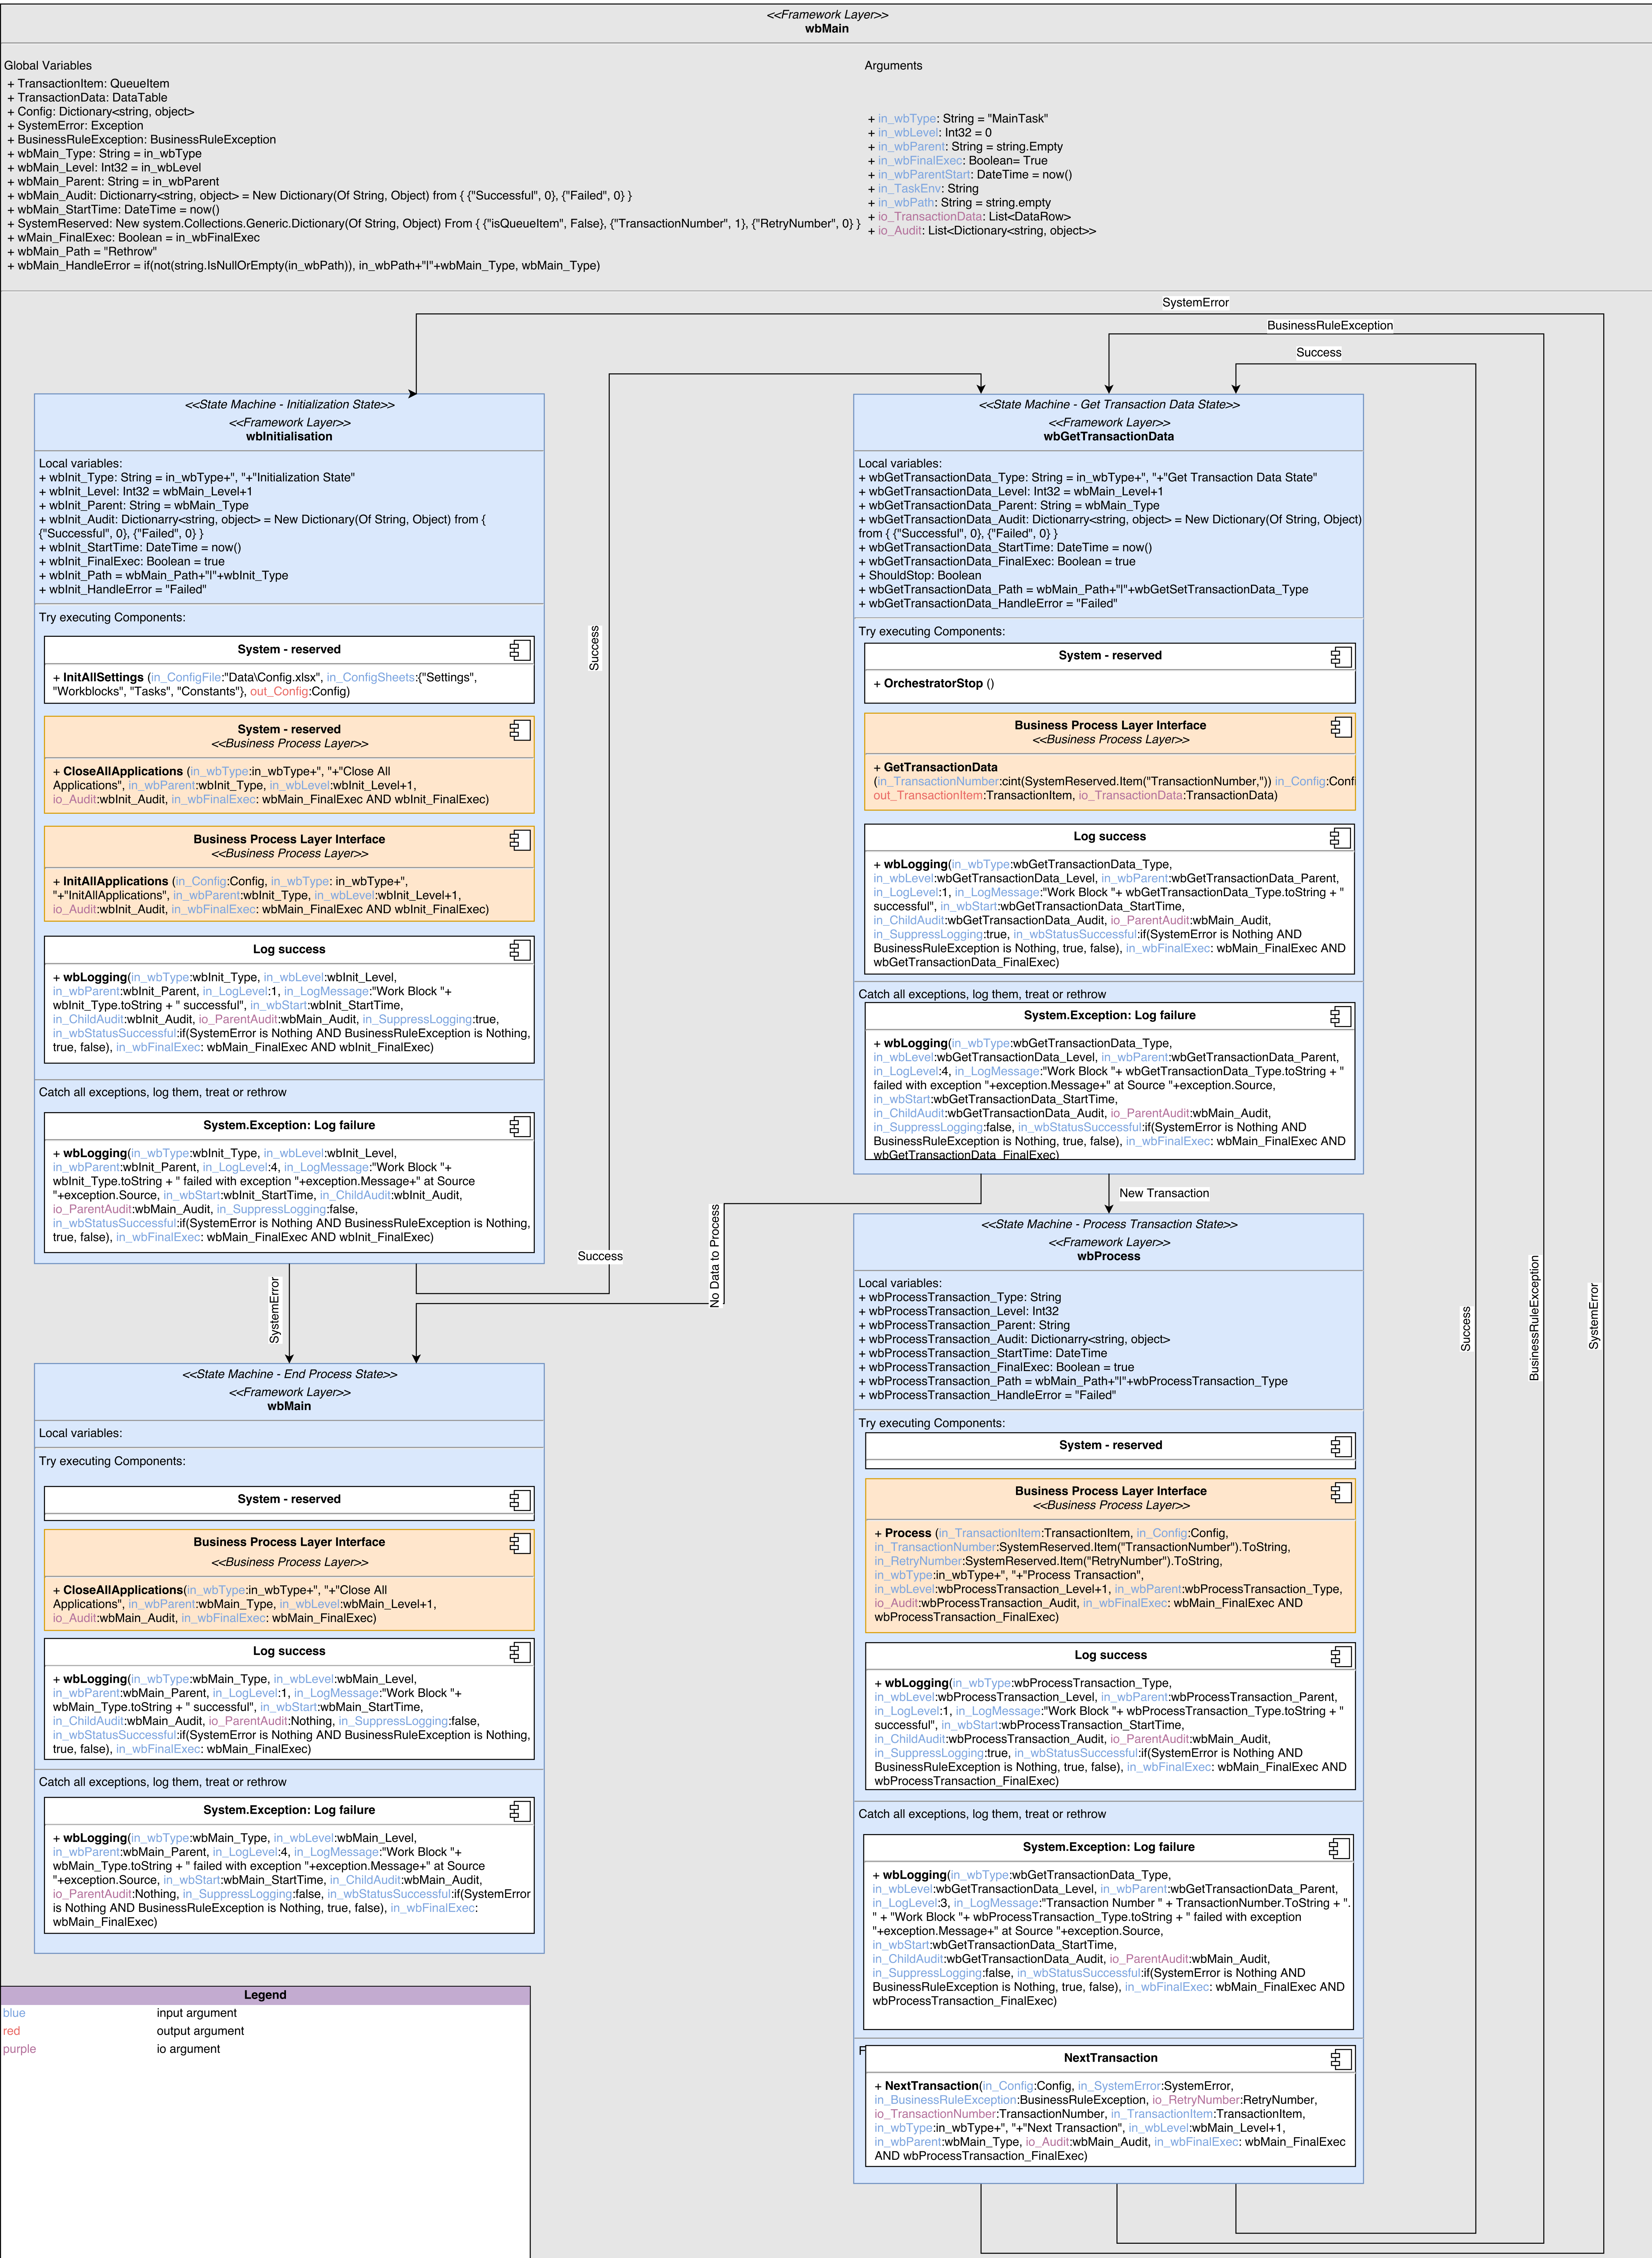 <<Framework Layer>>
wbMain
Global Variables
+ TransactionItem: QueueItem
+ TransactionData: DataTable
+ Config: Dictionary<string, object>
+ SystemError: Exception
+ BusinessRuleException: BusinessRuleException
+ wbMain_Type: String = in_wbType
+ wbMain_Level: Int32 = in_wbLevel
+ wbMain_Parent: String = in_wbParent
+ wbMain_Audit: Dictionary<string, object> = New Dictionary(Of String, Object) from { {"Successful", 0}, {"Failed", 0} }
+ wbMain_StartTime: DateTime = now()
+ SystemReserved: New system.Collections.Generic.Dictionary(Of String, Object) From { {"isQueueItem", False}, {"TransactionNumber", 1}, {"RetryNumber", 0} }
+ wMain_FinalExec: Boolean = in_wbFinalExec
+ wbMain_Path = "Rethrow"
+ wbMain_HandleError = if(not(string.IsNullOrEmpty(in_wbPath)), in_wbPath+"|"+wbMain_Type, wbMain_Type)
Arguments
+ in_wbType: String = "MainTask"
+ in_wbLevel: Int32 = 0
+ in_wbParent: String = string.Empty
+ in_wbFinalExec: Boolean= True
+ in_wbParentStart: DateTime = now()
+ in_TaskEnv: String
+ in_wbPath: String = string.empty
+ io_TransactionData: List<DataRow>
+ io_Audit: List<Dictionary<string, object>>
SystemError
BusinessRuleException
Success
<<State Machine - Initialization State>>
<<Framework Layer>>
wbInitialisation
Local variables:
+ wbInit_Type: String = in_wbType+", "+"Initialization State"
+ wbInit_Level: Int32 = wbMain_Level+1
+ wbInit_Parent: String = wbMain_Type
+ wbInit_Audit: Dictionarry<string, object> = New Dictionary(Of String, Object) from {
{"Successful", 0}, {"Failed", 0} }
+ wbInit_StartTime: DateTime = now()
+ wbInit_FinalExec: Boolean = true
+ wbInit_Path = wbMain_Path+"|"+wbInit_Type
+ wbInit_HandleError = "Failed"
Try executing Components:
System - reserved
+ InitAllSettings (in_ConfigFile:"Data\Config.xlsx", in_ConfigSheets:{"Settings",
"Workblocks", "Tasks", "Constants"}, out_Config:Config)
System - reserved
<<Business Process Layer>>
+ CloseAllApplications (in_wbType:in_wbType+", "+"Close All
Applications", in_wbParent:wbInit_Type, in_wbLevel:wbInit_Level+1,
io_Audit:wbInit_Audit, in_wbFinalExec: wbMain_FinalExec AND wbInit_FinalExec)
Business Process Layer Interface
<<Business Process Layer>>
+ InitAllApplications (in_Config:Config, in_wbType: in_wbType+",
"+"InitAllApplications", in_wbParent:wbInit_Type, in_wbLevel:wbInit_Level+1,
io_Audit:wbInit_Audit, in_wbFinalExec: wbMain_FinalExec AND wbInit_FinalExec)
Log success
+ wbLogging(in_wbType:wbInit_Type, in_wbLevel:wbInit_Level,
in_wbParent:wbInit_Parent, in_LogLevel:1, in_LogMessage:"Work Block "+
wbInit_Type.toString + " successful", in_wbStart:wbInit_StartTime,
in_ChildAudit:wbInit_Audit, io_ParentAudit:wbMain_Audit, in_SuppressLogging:true,
in_wbStatusSuccessful:if(SystemError is Nothing AND BusinessRuleException is Nothing,
true, false), in_wbFinalExec: wbMain_FinalExec AND wbInit_FinalExec)
Catch all exceptions, log them, treat or rethrow
System.Exception: Log failure
+ wbLogging(in_wbType:wbInit_Type, in_wbLevel:wbInit_Level,
in_wbParent:wbInit_Parent, in_LogLevel:4, in_LogMessage:"Work Block "+
wbInit_Type.toString + " failed with exception "+exception.Message+" at Source
"+exception.Source, in_wbStart:wbInit_StartTime, in_ChildAudit:wbInit_Audit,
io_ParentAudit:wbMain_Audit, in_SuppressLogging:false,
in_wbStatusSuccessful:if(SystemError is Nothing AND BusinessRuleException is Nothing,
true, false), in_wbFinalExec: wbMain_FinalExec AND wbInit_FinalExec)
Success
Success
SystemError
No Data to Process
<<State Machine - Get Transaction Data State>>
<<Framework Layer>>
wbGetTransactionData
Local variables:
+ wbGetTransactionData_Type: String = in_wbType+", "+"Get Transaction Data State"
+ wbGetTransactionData_Level: Int32 = wbMain_Level+1
+ wbGetTransactionData_Parent: String = wbMain_Type
+ wbGetTransactionData_Audit: Dictionarry<string, object> = New Dictionary(Of String, Object)
from { {"Successful", 0}, {"Failed", 0} }
+ wbGetTransactionData_StartTime: DateTime = now()
+ wbGetTransactionData_FinalExec: Boolean = true
+ ShouldStop: Boolean
+ wbGetTransactionData_Path = wbMain_Path+"|"+wbGetSetTransactionData_Type
+ wbGetTransactionData_HandleError = "Failed"
Try executing Components:
System - reserved
+ OrchestratorStop ()
Business Process Layer Interface
<<Business Process Layer>>
+ GetTransactionData
(in_TransactionNumber:cint(SystemReserved.Item("TransactionNumber,")) in_Config:Confi
out_TransactionItem:TransactionItem, io_TransactionData:TransactionData)
Log success
+ wbLogging(in_wbType:wbGetTransactionData_Type,
in_wbLevel:wbGetTransactionData_Level, in_wbParent:wbGetTransactionData_Parent,
in_LogLevel:1, in_LogMessage:"Work Block "+ wbGetTransactionData_Type.toString + "
successful", in_wbStart:wbGetTransactionData_StartTime,
in_ChildAudit:wbGetTransactionData_Audit, io_ParentAudit:wbMain_Audit,
in_SuppressLogging:true, in_wbStatusSuccessful:if(SystemError is Nothing AND
BusinessRuleException is Nothing, true, false), in_wbFinalExec: wbMain_FinalExec AND
wbGetTransactionData_FinalExec)
Catch all exceptions, log them, treat or rethrow
System.Exception: Log failure
+ wbLogging(in_wbType:wbGetTransactionData_Type,
in_wbLevel:wbGetTransactionData_Level, in_wbParent:wbGetTransactionData_Parent,
in_LogLevel:4, in_LogMessage:"Work Block "+ wbGetTransactionData_Type.toString + "
failed with exception "+exception.Message+" at Source "+exception.Source,
in_wbStart:wbGetTransactionData_StartTime,
in_ChildAudit:wbGetTransactionData_Audit, io_ParentAudit:wbMain_Audit,
in_SuppressLogging:false, in_wbStatusSuccessful:if(SystemError is Nothing AND
BusinessRuleException is Nothing, true, false), in_wbFinalExec: wbMain_FinalExec AND
wbGetTransactionData_FinalExec)
New Transaction
<<State Machine - End Process State>>
<<Framework Layer>>
wbMain
Local variables:
Try executing Components:
System - reserved
Business Process Layer Interface
<<Business Process Layer>>
+ CloseAllApplications(in_wbType:in_wbType+", "+"Close All
Applications", in_wbParent:wbMain_Type, in_wbLevel:wbMain_Level+1,
io_Audit:wbMain_Audit, in_wbFinalExec: wbMain_FinalExec)
Log success
+ wbLogging(in_wbType:wbMain_Type, in_wbLevel:wbMain_Level,
in_wbParent:wbMain_Parent, in_LogLevel:1, in_LogMessage:"Work Block "+
wbMain_Type.toString + " successful", in_wbStart:wbMain_StartTime,
in_ChildAudit:wbMain_Audit, io_ParentAudit:Nothing, in_SuppressLogging:false,
in_wbStatusSuccessful:if(SystemError is Nothing AND BusinessRuleException is Nothing,
true, false), in_wbFinalExec: wbMain_FinalExec)
Catch all exceptions, log them, treat or rethrow
System.Exception: Log failure
+ wbLogging(in_wbType:wbMain_Type, in_wbLevel:wbMain_Level,
in_wbParent:wbMain_Parent, in_LogLevel:4, in_LogMessage:"Work Block "+
wbMain_Type.toString + " failed with exception "+exception.Message+" at Source
"+exception.Source, in_wbStart:wbMain_StartTime, in_ChildAudit:wbMain_Audit,
io_ParentAudit:Nothing, in_SuppressLogging:false, in_wbStatusSuccessful:if(SystemError
is Nothing AND BusinessRuleException is Nothing, true, false), in_wbFinalExec:
wbMain_FinalExec)
<<State Machine - Process Transaction State>>
<<Framework Layer>>
wbProcess
Local variables:
+ wbProcessTransaction_Type: String
+ wbProcessTransaction_Level: Int32
+ wbProcessTransaction_Parent: String
+ wbProcessTransaction_Audit: Dictionarry<string, object>
+ wbProcessTransaction_StartTime: DateTime
+ wbProcessTransaction_FinalExec: Boolean = true
+ wbProcessTransaction_Path = wbMain_Path+"|"+wbProcessTransaction_Type
+ wbProcessTransaction_HandleError = "Failed"
Try executing Components:
System - reserved
Business Process Layer Interface
<<Business Process Layer>>
+ Process (in_TransactionItem:TransactionItem, in_Config:Config,
in_TransactionNumber:SystemReserved.Item("TransactionNumber").ToString,
in_RetryNumber:SystemReserved.Item("RetryNumber").ToString,
in_wbType:in_wbType+", "+"Process Transaction",
in_wbLevel:wbProcessTransaction_Level+1, in_wbParent:wbProcessTransaction_Type,
io_Audit:wbProcessTransaction_Audit, in_wbFinalExec: wbMain_FinalExec AND
wbProcessTransaction_FinalExec)
Log success
+ wbLogging(in_wbType:wbProcessTransaction_Type,
in_wbLevel:wbProcessTransaction_Level, in_wbParent:wbProcessTransaction_Parent,
in_LogLevel:1, in_LogMessage:"Work Block "+ wbProcessTransaction_Type.toString + "
successful", in_wbStart:wbProcessTransaction_StartTime,
in_ChildAudit:wbProcessTransaction_Audit, io_ParentAudit:wbMain_Audit,
in_SuppressLogging:true, in_wbStatusSuccessful:if(SystemError is Nothing AND
BusinessRuleException is Nothing, true, false), in_wbFinalExec: wbMain_FinalExec AND
wbProcessTransaction_FinalExec)
Catch all exceptions, log them, treat or rethrow
System.Exception: Log failure
+ wbLogging(in_wbType:wbGetTransactionData_Type,
in_wbLevel:wbGetTransactionData_Level, in_wbParent:wbGetTransactionData_Parent,
in_LogLevel:3, in_LogMessage:"Transaction Number " + TransactionNumber.ToString + ".
" + "Work Block "+ wbProcessTransaction_Type.toString + " failed with exception
"+exception.Message+" at Source "+exception.Source,
in_wbStart:wbGetTransactionData_StartTime,
in_ChildAudit:wbGetTransactionData_Audit, io_ParentAudit:wbMain_Audit,
in_SuppressLogging:false, in_wbStatusSuccessful:if(SystemError is Nothing AND
BusinessRuleException is Nothing, true, false), in_wbFinalExec: wbMain_FinalExec AND
wbProcessTransaction_FinalExec)
NextTransaction
+ NextTransaction(in_Config:Config, in_SystemError:SystemError,
in_BusinessRuleException:BusinessRuleException, io_RetryNumber:RetryNumber,
io_TransactionNumber:TransactionNumber, in_TransactionItem:TransactionItem,
in_wbType:in_wbType+", "+"Next Transaction", in_wbLevel:wbMain_Level+1,
in_wbParent:wbMain_Type, io_Audit:wbMain_Audit, in_wbFinalExec: wbMain_FinalExec
AND wbProcessTransaction_FinalExec)
Success
BusinessRuleException
SystemError
Legend
blue input argument
red output argument
purple io argument